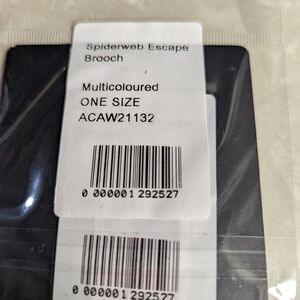 Spiderweb Escape
Brooch
Multicoloured
ONE SIZE
ACAW21132
0 000001 292527
0 000001 292527